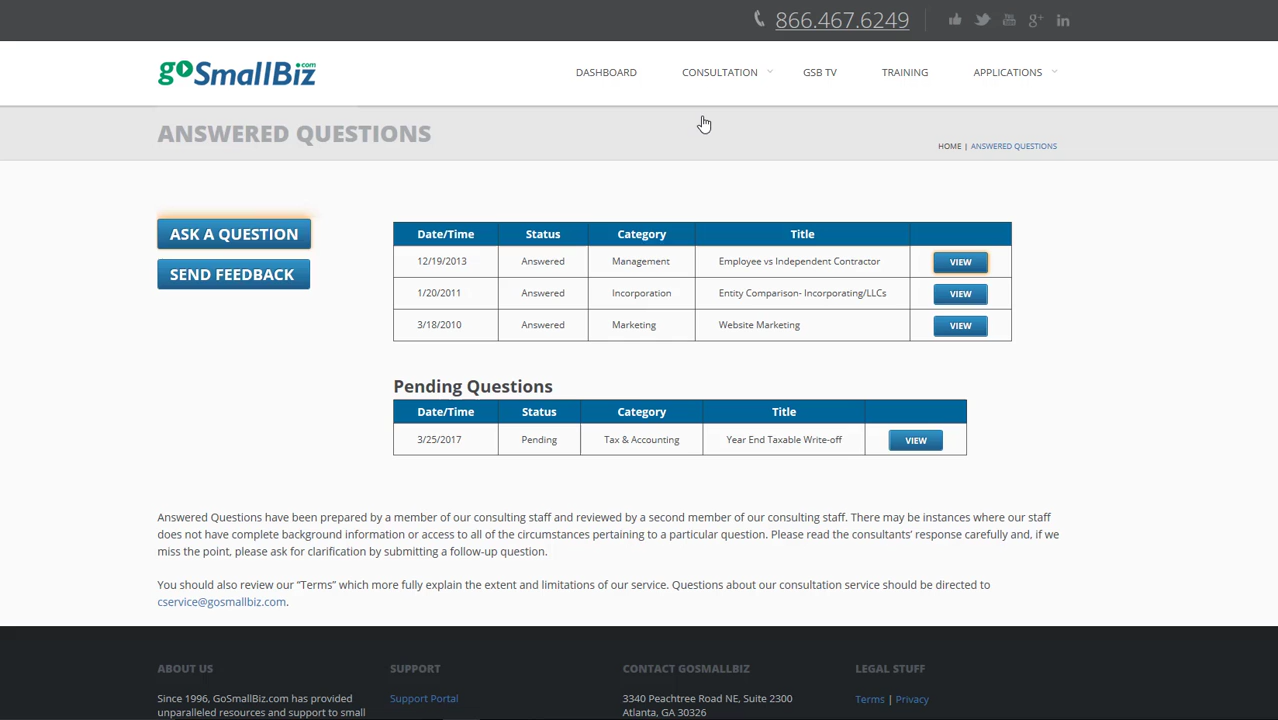 866.467.6249
goSmallBiz.com
DASHBOARD CONSULTATION GSB TV TRAINING APPLICATIONS
ANSWERED QUESTIONS
HOME | ANSWERED QUESTIONS
ASK A QUESTION
SEND FEEDBACK
Date/Time Status Category Title
12/19/2013 Answered Management Employee vs Independent Contractor VIEW
1/20/2011 Answered Incorporation Entity Comparison- Incorporating/LLCs VIEW
3/18/2010 Answered Marketing Website Marketing VIEW
Pending Questions
Date/Time Status Category Title
3/25/2017 Pending Tax & Accounting Year End Taxable Write-off VIEW
Answered Questions have been prepared by a member of our consulting staff and reviewed by a second member of our consulting staff. There may be instances where our staff
does not have complete background information or access to all of the circumstances pertaining to a particular question. Please read the consultants' response carefully and, if we
miss the point, please ask for clarification by submitting a follow-up question.
You should also review our "Terms" which more fully explain the extent and limitations of our service. Questions about our consultation service should be directed to
cservice@gosmallbiz.com.
ABOUT US
Since 1996, GoSmallBiz.com has provided
unparalleled resources and support to small
SUPPORT
Support Portal
CONTACT GOSMALLBIZ
3340 Peachtree Road NE, Suite 2300
Atlanta, GA 30326
LEGAL STUFF
Terms | Privacy